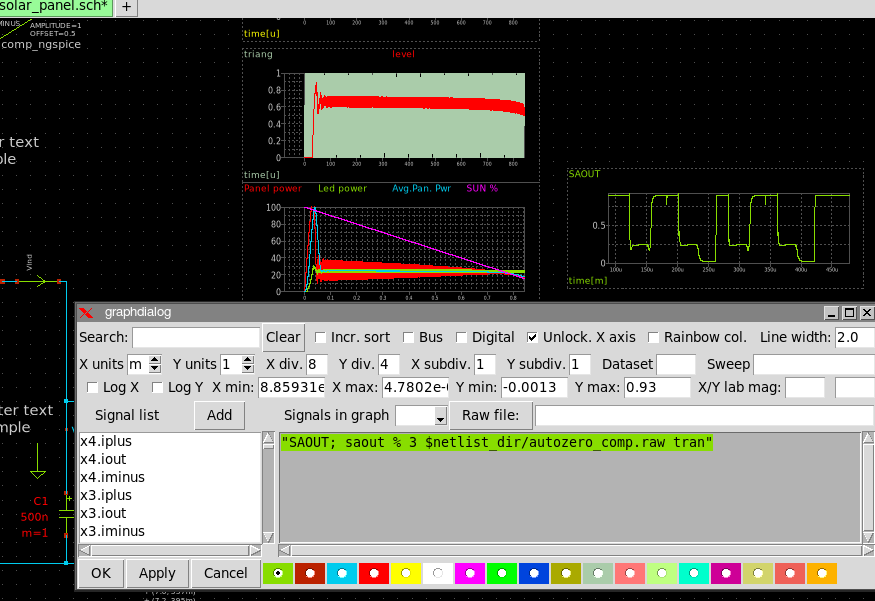 solar_panel.sch* +
MINUS
AMPLITUDE=1
OFFSET=0.5
comp_ngspice
time[u]
triang level
1
0.8
0.6
0.4
0.2
0
0 100 200 300 400 500 600 700 800
time[u]
Panel power Led power Avg.Pan. Pwr SUN %
100
80
60
40
20
0
0 0.1 0.2 0.3 0.4 0.5 0.6 0.7 0.8
SAOUT
0.5
0
100u 150u 200u 250u 300u 350u 400u 450u
time[m]
r text
ple
Vind
ter text
mple
C1
500n
m=1
graphdialog
Search: Clear Incr. sort Bus Digital Unlock. X axis Rainbow col. Line width: 2.0
X units m Y units 1 X div. 8 Y div. 4 X subdiv. 1 Y subdiv. 1 Dataset Sweep
Log X Log Y X min: 8.85931e X max: 4.7802e- Y min: -0.0013 Y max: 0.93 X/Y lab mag:
Signal list Add Signals in graph Raw file:
x4.iplus
x4.iout
x4.iminus
x3.iplus
x3.iout
x3.iminus
"SAOUT; saout % 3 $netlist_dir/autozero_comp.raw tran"
OK Apply Cancel